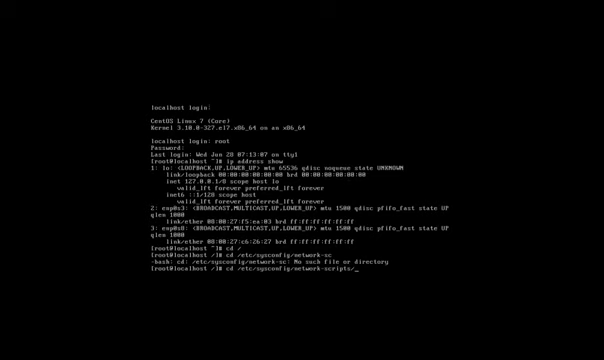 localhost login:
CentOS Linux 7 (Core)
Kernel 3.10.0-327.el7.x86_64 on an x86_64
localhost login: root
Password:
Last login: Wed Jun 28 07:13:07 on tty1
[root@localhost ~]# ip address show
1: lo: <LOOPBACK,UP,LOWER_UP> mtu 65536 qdisc noqueue state UNKNOWN
link/loopback 00:00:00:00:00:00 brd 00:00:00:00:00:00
inet 127.0.0.1/8 scope host lo
valid_lft forever preferred_lft forever
inet6 ::1/128 scope host
valid_lft forever preferred_lft forever
2: enp0s3: <BROADCAST,MULTICAST,UP,LOWER_UP> mtu 1500 qdisc pfifo_fast state UP
qlen 1000
link/ether 08:00:27:f5:ea:03 brd ff:ff:ff:ff:ff:ff
3: enp0s8: <BROADCAST,MULTICAST,UP,LOWER_UP> mtu 1500 qdisc pfifo_fast state UP
qlen 1000
link/ether 08:00:27:c6:26:27 brd ff:ff:ff:ff:ff:ff
[root@localhost ~]# cd /
[root@localhost /]# cd /etc/sysconfig/network-sc
-bash: cd: /etc/sysconfig/network-sc: No such file or directory
[root@localhost /]# cd /etc/sysconfig/network-scripts/_